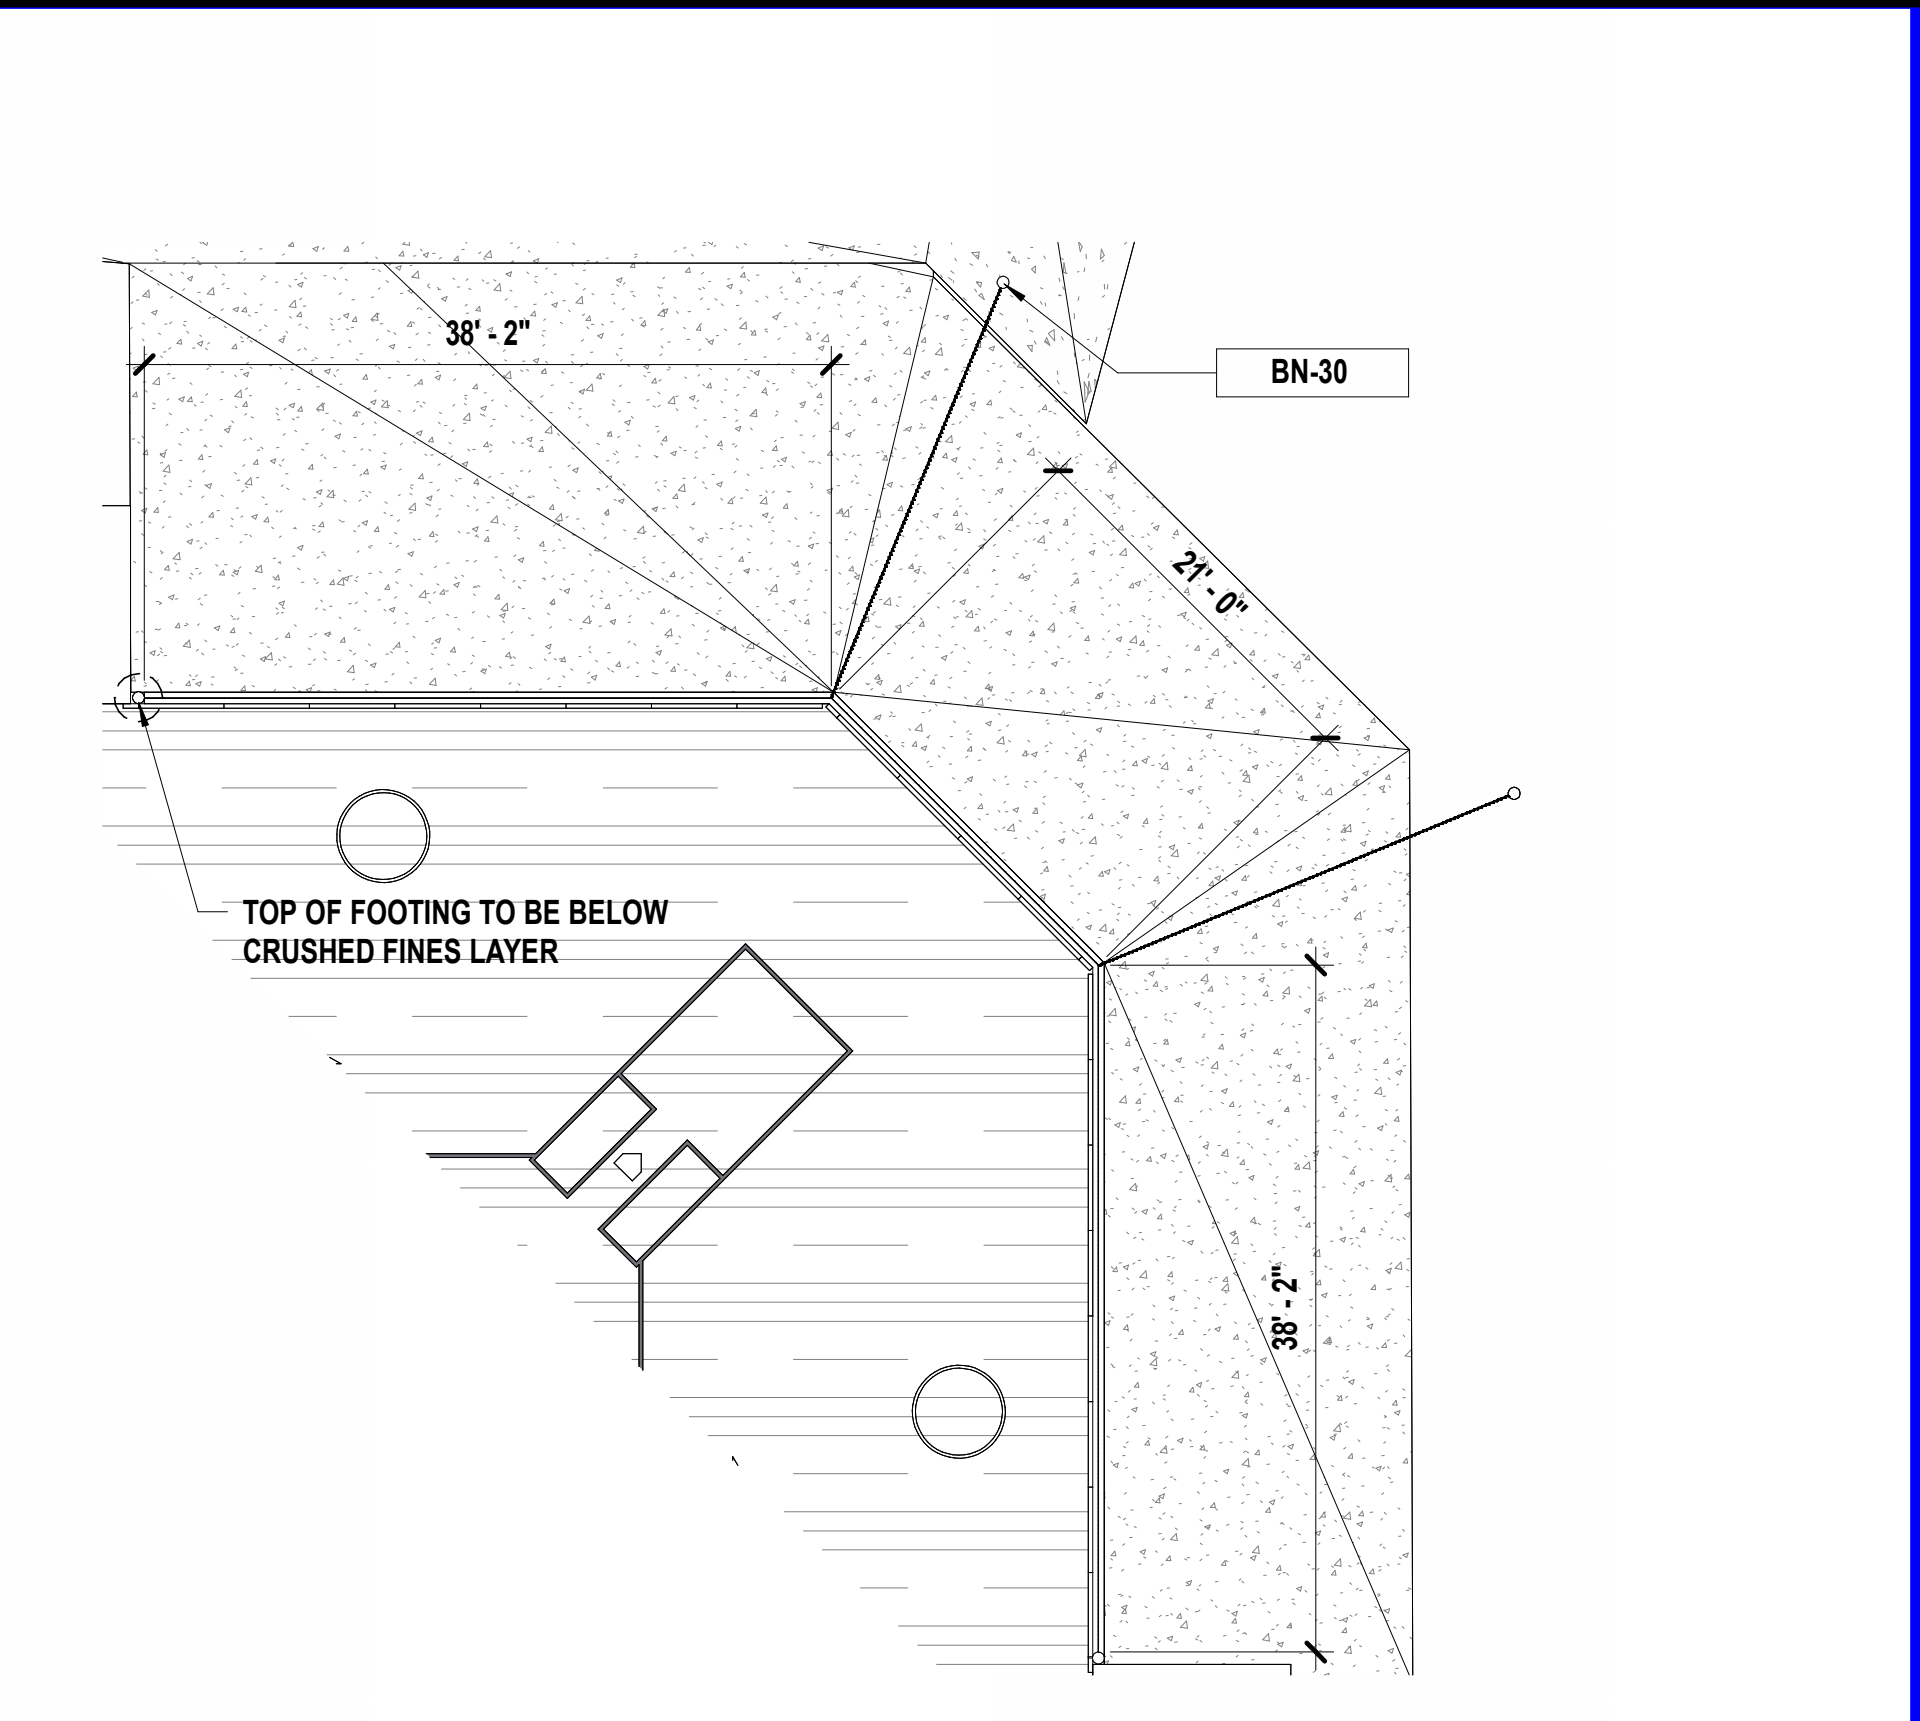 38' - 2"
BN-30
21' - 0"
TOP OF FOOTING TO BE BELOW
CRUSHED FINES LAYER
38' - 2"